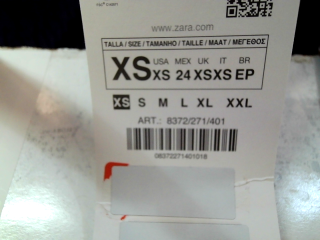 www.zara.com
TALLA / SIZE / TAMANHO / TAILLE / MAAT / ΜΕΓΕΘΟΣ
XS USA MEX UK IT BR
XS 24 XS XS EP
XS S M L XL XXL
ART.: 8372/271/401
08372271401018